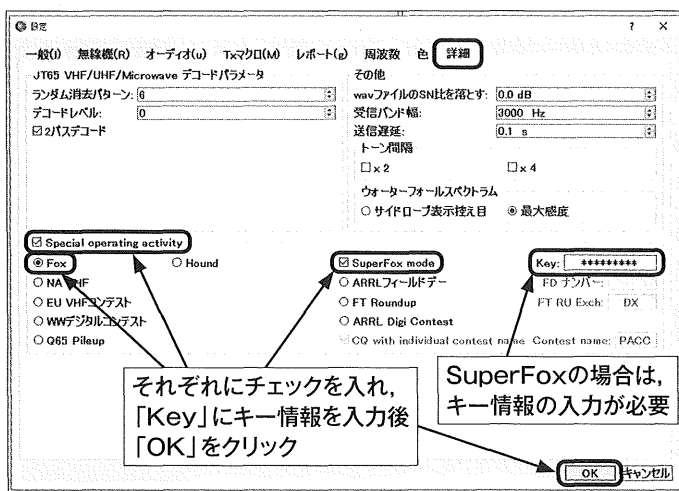 設定
? ×
一般(l) 無線機(R) オーディオ(u) Txマクロ(M) レポート(g) 周波数 色 詳細
JT65 VHF/UHF/Microwave デコードパラメータ
ランダム消去パターン: 6
デコードレベル: 0
2パスデコード
その他
wavファイルのSN比を落とす: 0.0 dB
受信バンド幅: 3000 Hz
送信遅延: 0.1 s
トーン間隔
x 2 x 4
ウォーターフォールスペクトラム
サイドローブ表示控え目 最大感度
Special operating activity
Fox Hound SuperFox mode Key: *********
NA VHF ARRLフィールドデー FD ナンバー:
EU VHFコンテスト FT Roundup FT RU Exch: DX
WWデジタルコンテスト ARRL Digi Contest
Q65 Pileup CQ with individual contest name Contest name: PACC
それぞれにチェックを入れ,
「Key」にキー情報を入力後
「OK」をクリック
SuperFoxの場合は,
キー情報の入力が必要
OK キャンセル